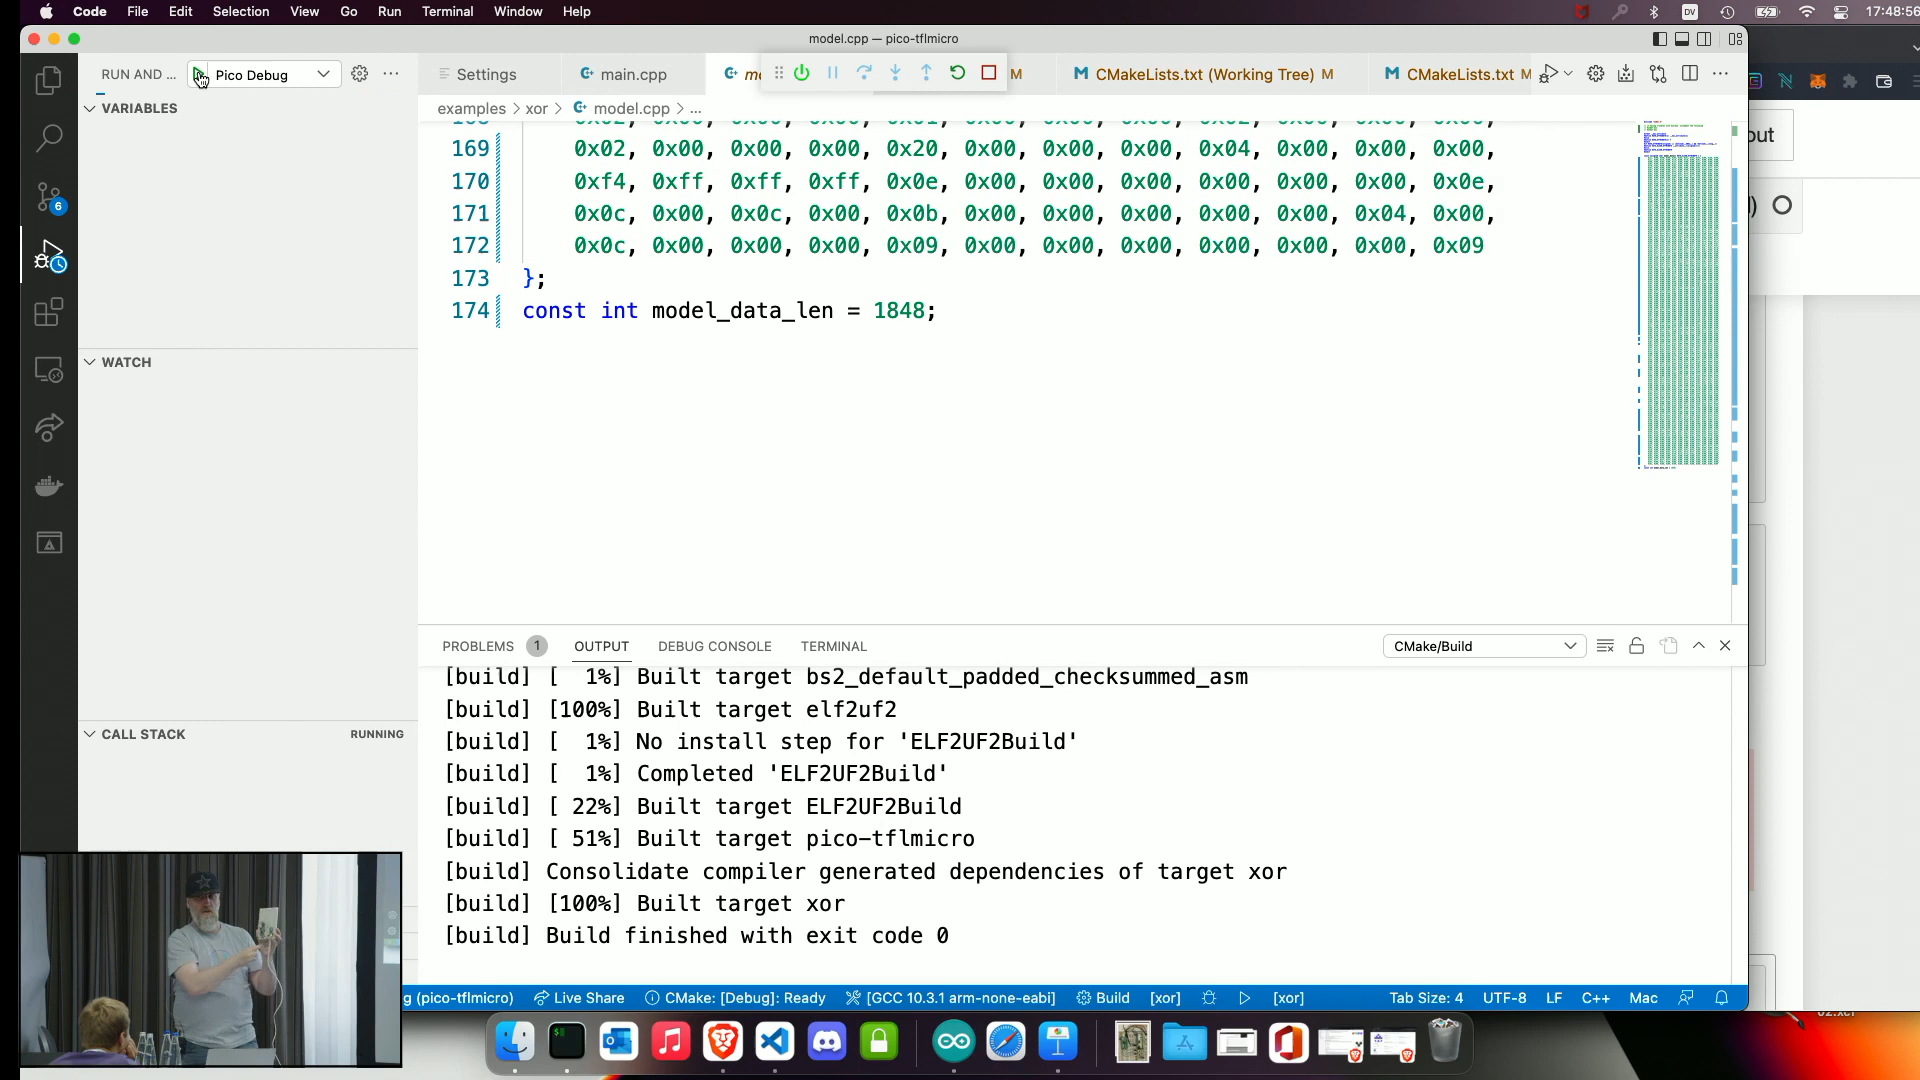 Code File Edit Selection View Go Run Terminal Window Help
DV
17:48:56
model.cpp — pico-tflmicro
RUN AND ...
Pico Debug
Settings
main.cpp
M
CMakeLists.txt (Working Tree) M
CMakeLists.txt M
VARIABLES
examples > xor > model.cpp > ...
out
169 0x02, 0x00, 0x00, 0x00, 0x20, 0x00, 0x00, 0x00, 0x04, 0x00, 0x00, 0x00,
170 0xf4, 0xff, 0xff, 0xff, 0x0e, 0x00, 0x00, 0x00, 0x00, 0x00, 0x00, 0x0e,
171 0x0c, 0x00, 0x0c, 0x00, 0x0b, 0x00, 0x00, 0x00, 0x00, 0x00, 0x04, 0x00,
172 0x0c, 0x00, 0x00, 0x00, 0x09, 0x00, 0x00, 0x00, 0x00, 0x00, 0x00, 0x09
173 };
174 const int model_data_len = 1848;
6
WATCH
CALL STACK
RUNNING
PROBLEMS 1 OUTPUT DEBUG CONSOLE TERMINAL
CMake/Build
[build] [  1%] Built target bs2_default_padded_checksummed_asm
[build] [100%] Built target elf2uf2
[build] [  1%] No install step for 'ELF2UF2Build'
[build] [  1%] Completed 'ELF2UF2Build'
[build] [ 22%] Built target ELF2UF2Build
[build] [ 51%] Built target pico-tflmicro
[build] Consolidate compiler generated dependencies of target xor
[build] [100%] Built target xor
[build] Build finished with exit code 0
g (pico-tflmicro) Live Share CMake: [Debug]: Ready [GCC 10.3.1 arm-none-eabi] Build [xor] [xor] Tab Size: 4 UTF-8 LF C++ Mac